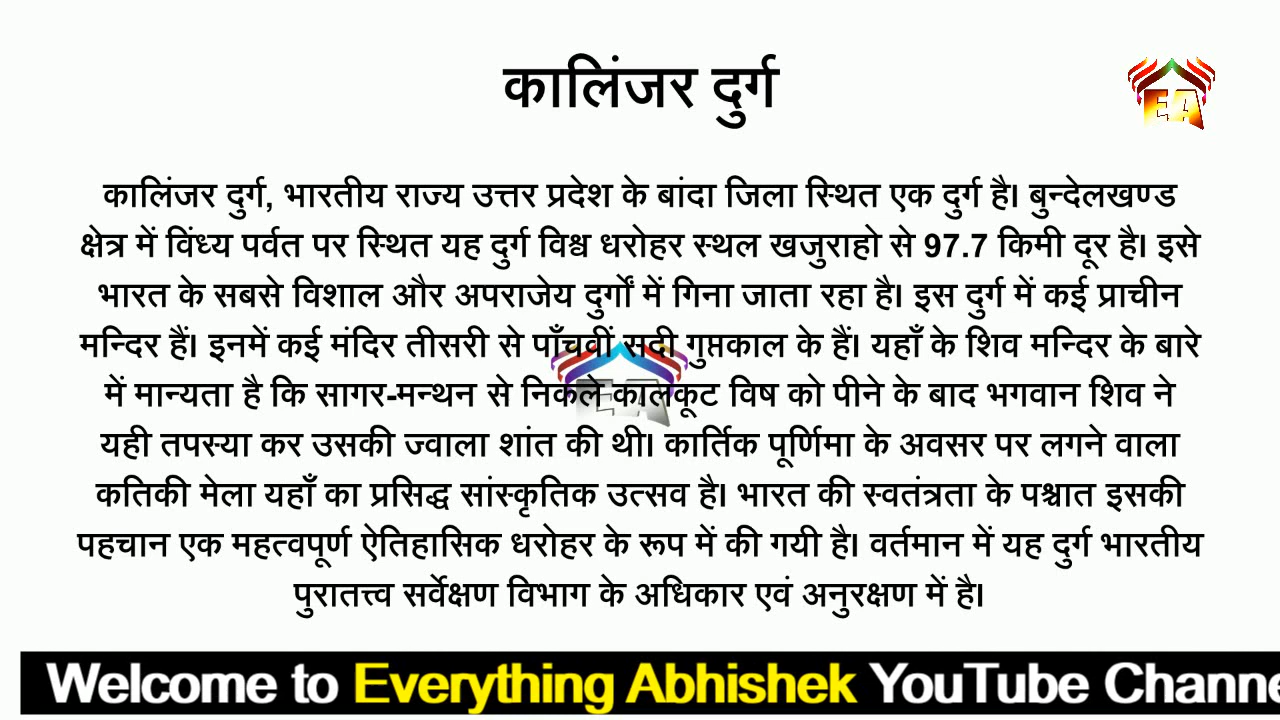 कालिंजर दुर्ग
EA
कालिंजर दुर्ग, भारतीय राज्य उत्तर प्रदेश के बांदा जिला स्थित एक दुर्ग है। बुन्देलखण्ड
क्षेत्र में विंध्य पर्वत पर स्थित यह दुर्ग विश्व धरोहर स्थल खजुराहो से 97.7 किमी दूर है। इसे
भारत के सबसे विशाल और अपराजेय दुर्गों में गिना जाता रहा है। इस दुर्ग में कई प्राचीन
मन्दिर हैं। इनमें कई मंदिर तीसरी से पाँचवीं सदी गुप्तकाल के हैं। यहाँ के शिव मन्दिर के बारे
में मान्यता है कि सागर-मन्थन से निकले कालकूट विष को पीने के बाद भगवान शिव ने
यही तपस्या कर उसकी ज्वाला शांत की थी। कार्तिक पूर्णिमा के अवसर पर लगने वाला
कतिकी मेला यहाँ का प्रसिद्ध सांस्कृतिक उत्सव है। भारत की स्वतंत्रता के पश्चात इसकी
पहचान एक महत्वपूर्ण ऐतिहासिक धरोहर के रूप में की गयी है। वर्तमान में यह दुर्ग भारतीय
पुरातत्त्व सर्वेक्षण विभाग के अधिकार एवं अनुरक्षण में है।
EA
Welcome to Everything Abhishek YouTube Channe